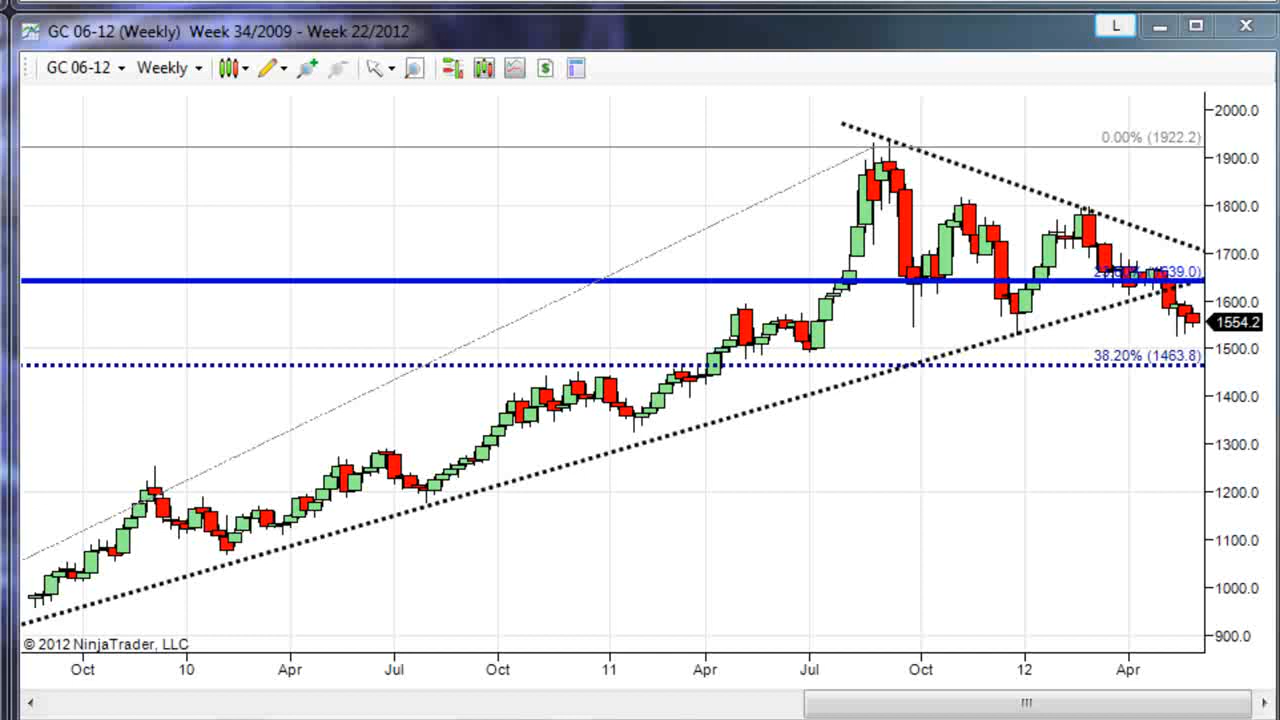 GC 06-12 (Weekly)  Week 34/2009 - Week 22/2012
L
GC 06-12
Weekly
$
2000.0
0.00% (1922.2)
1900.0
1800.0
1700.0
1600.0
1554.2
1500.0
38.20% (1463.8)
1400.0
1300.0
1200.0
1100.0
1000.0
900.0
© 2012 NinjaTrader, LLC
Oct
10
Apr
Jul
Oct
11
Apr
Jul
Oct
12
Apr